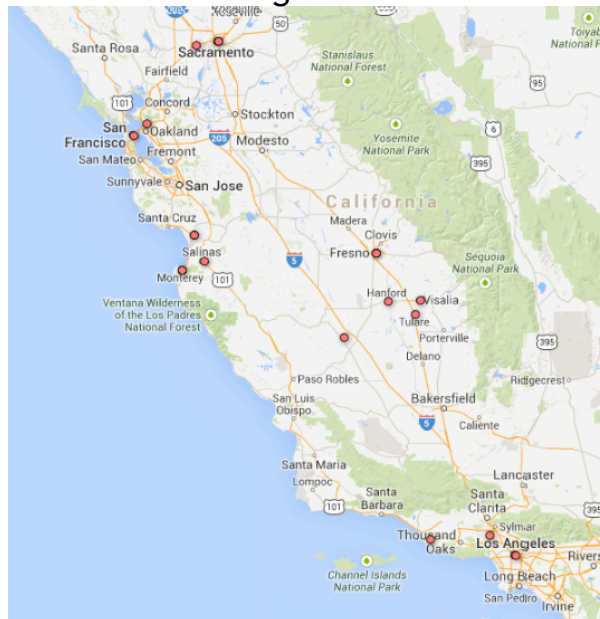 Roseville
50
Santa Rosa
Sacramento
Fairfield
Stanislaus
National Forest
95
101
Concord
Stockton
San
Francisco
Oakland
205
Modesto
6
Yosemite
National Park
San Mateo
Fremont
395
Sunnyvale
San Jose
California
Santa Cruz
Madera
Clovis
Salinas
5
Fresno
Sequoia
National Park
Monterey
101
Hanford
Visalia
Ventana Wilderness
of the Los Padres
National Forest
Tulare
Porterville
395
Delano
Paso Robles
Ridgecrest
San Luis
Obispo
Bakersfield
5
Caliente
Santa Maria
Lompoc
Lancaster
101
Santa
Barbara
Santa
Clarita
395
Thousand
Oaks
Sylmar
Los Angeles
Rivers
Channel Islands
National Park
Long Beach
San Pedro
Irvine